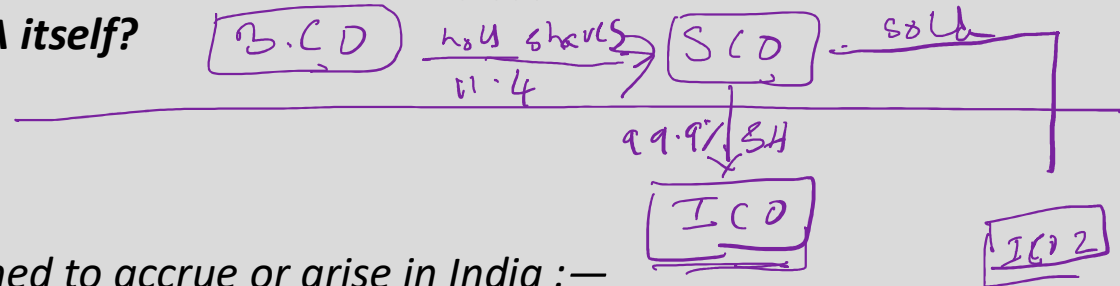 A itself?
B.CO hold shares SCO sold
11.4
99.9% SH
ICO
ICO 2
ned to accrue or arise in India :—